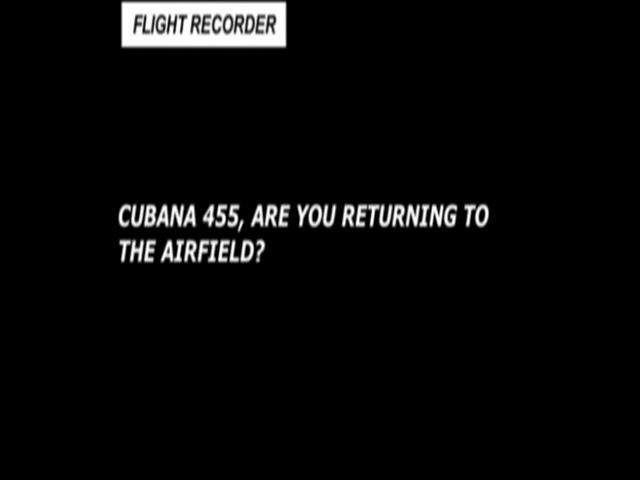 FLIGHT RECORDER
CUBANA 455, ARE YOU RETURNING TO
THE AIRFIELD?